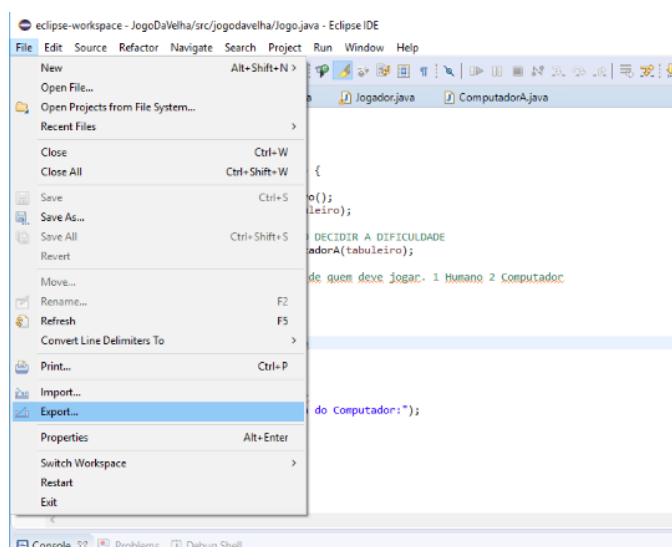 eclipse-workspace - JogoDaVelha/src/jogodavelha/Jogo.java - Eclipse IDE
File Edit Source Refactor Navigate Search Project Run Window Help
New Alt+Shift+N >
Open File...
Open Projects from File System...
Recent Files >
Close Ctrl+W
Close All Ctrl+Shift+W
Save Ctrl+S
Save As...
Save All Ctrl+Shift+S
Revert
Move...
Rename... F2
Refresh F5
Convert Line Delimiters To >
Print... Ctrl+P
Import...
Export...
Properties Alt+Enter
Switch Workspace >
Restart
Exit
a Jogador.java ComputadorA.java
{
o();
leiro);
DECIDIR A DIFICULDADE
adorA(tabuleiro);
de quem deve jogar. 1 Humano 2 Computador
do Computador:");
Console Problems Debug Shell